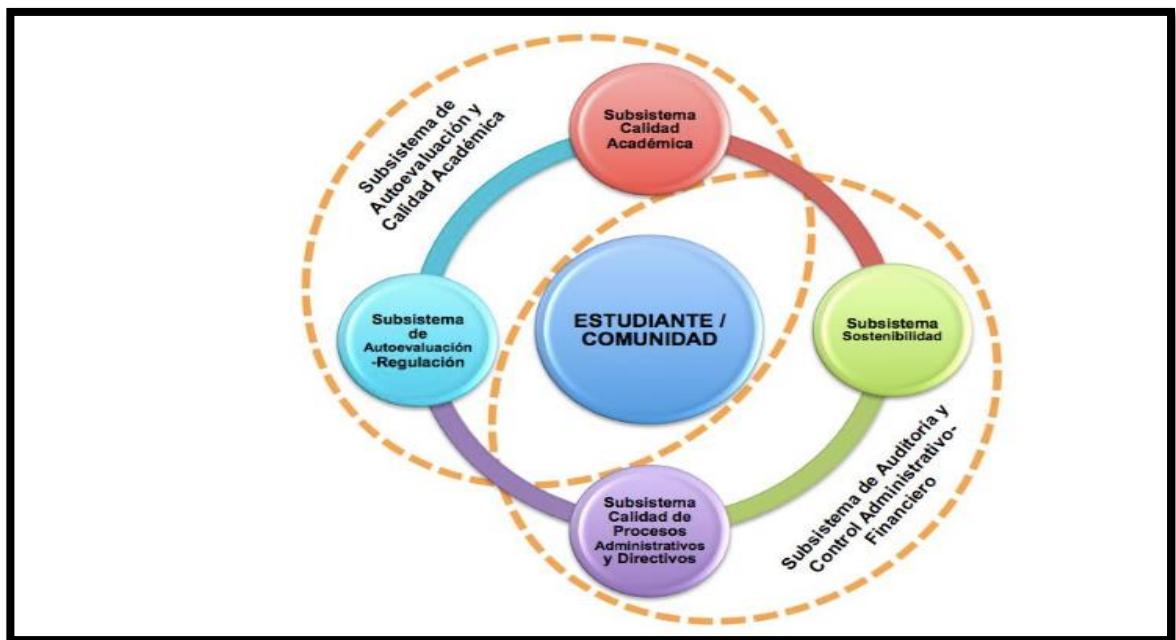 Subsistema de
Autoevaluación y
Calidad Académica
Subsistema
Calidad
Académica
Subsistema
de
Autoevaluación
-Regulación
ESTUDIANTE /
COMUNIDAD
Subsistema
Sostenibilidad
Subsistema
Calidad de
Procesos
Administrativos
y Directivos
Subsistema de Auditoría y
Control Administrativo-
Financiero